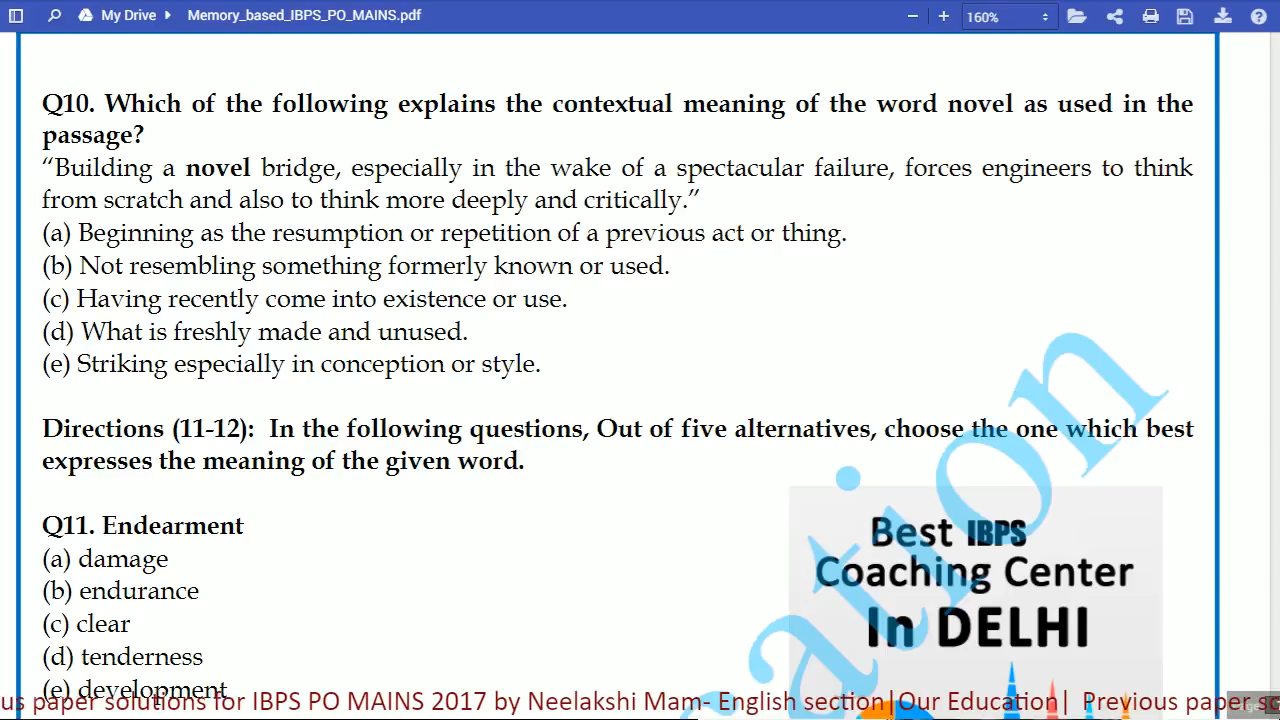 My Drive Memory_based_IBPS_PO_MAINS.pdf
160%
Q10. Which of the following explains the contextual meaning of the word novel as used in the
passage?
“Building a novel bridge, especially in the wake of a spectacular failure, forces engineers to think
from scratch and also to think more deeply and critically.”
(a) Beginning as the resumption or repetition of a previous act or thing.
(b) Not resembling something formerly known or used.
(c) Having recently come into existence or use.
(d) What is freshly made and unused.
(e) Striking especially in conception or style.
Directions (11-12): In the following questions, Out of five alternatives, choose the one which best
expresses the meaning of the given word.
Q11. Endearment
(a) damage
(b) endurance
(c) clear
(d) tenderness
(e) development
Best IBPS
Coaching Center
In DELHI
us paper solutions for IBPS PO MAINS 2017 by Neelakshi Mam- English section|Our Education| Previous paper so